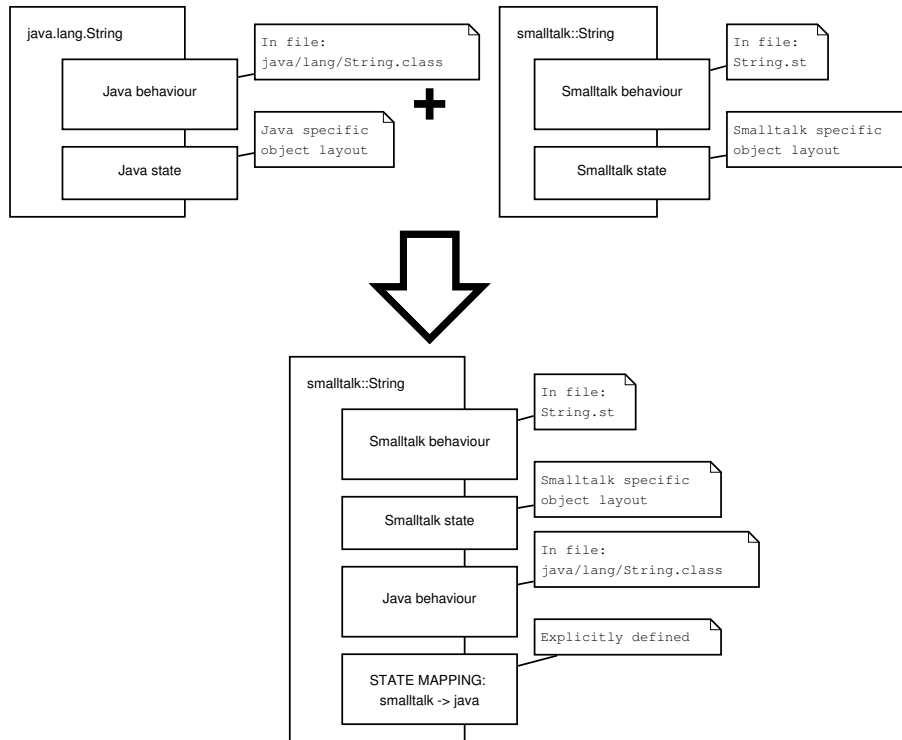 java.lang.String
In file:
java/lang/String.class
Java behaviour
Java specific
object layout
Java state
+
smalltalk::String
In file:
String.st
Smalltalk behaviour
Smalltalk specific
object layout
Smalltalk state
smalltalk::String
In file:
String.st
Smalltalk behaviour
Smalltalk specific
object layout
Smalltalk state
In file:
java/lang/String.class
Java behaviour
Explicitly defined
STATE MAPPING:
smalltalk -> java